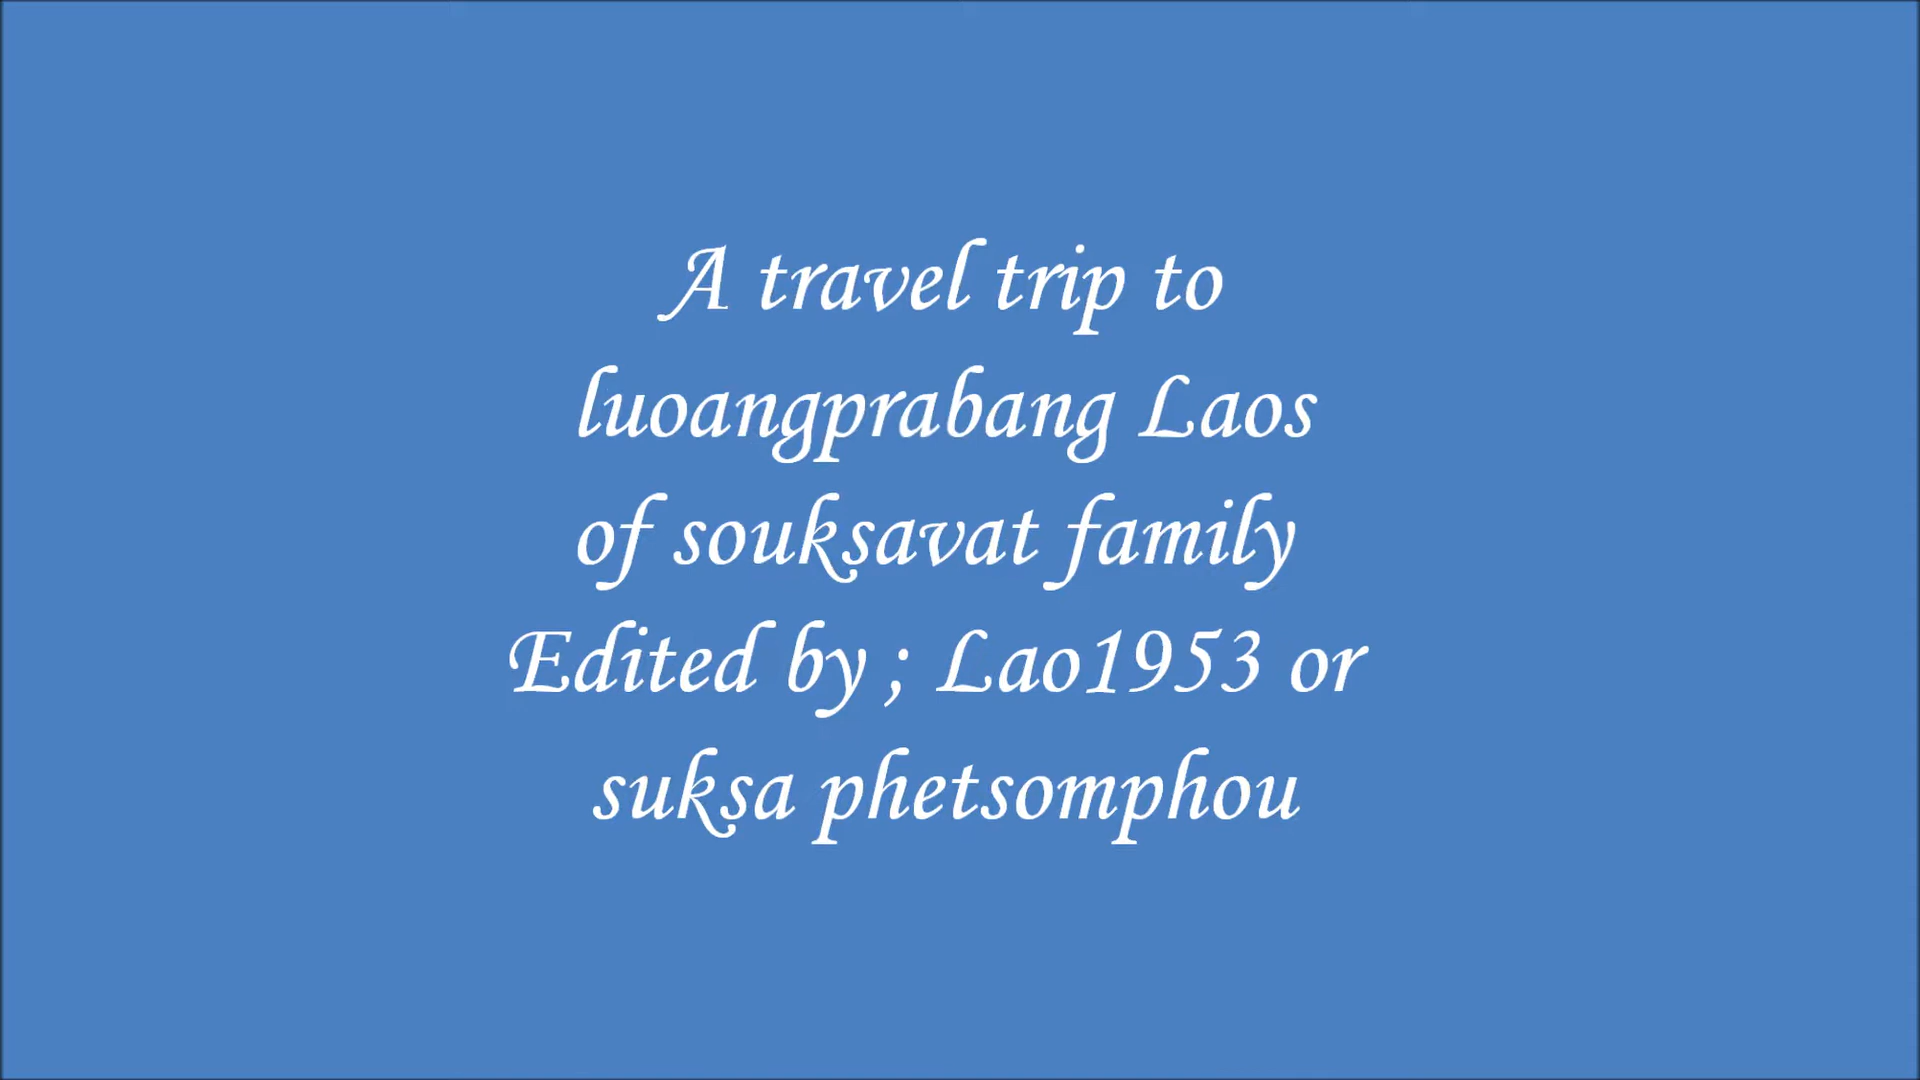 A travel trip to
luoangprabang Laos
of souksavat family
Edited by ; Lao1953 or
suksa phetsomphou